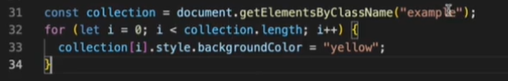 31 const collection = document.getElementsByClassName("example");
32 for (let i = 0; i < collection.length; i++) {
33   collection[i].style.backgroundColor = "yellow";
34 }